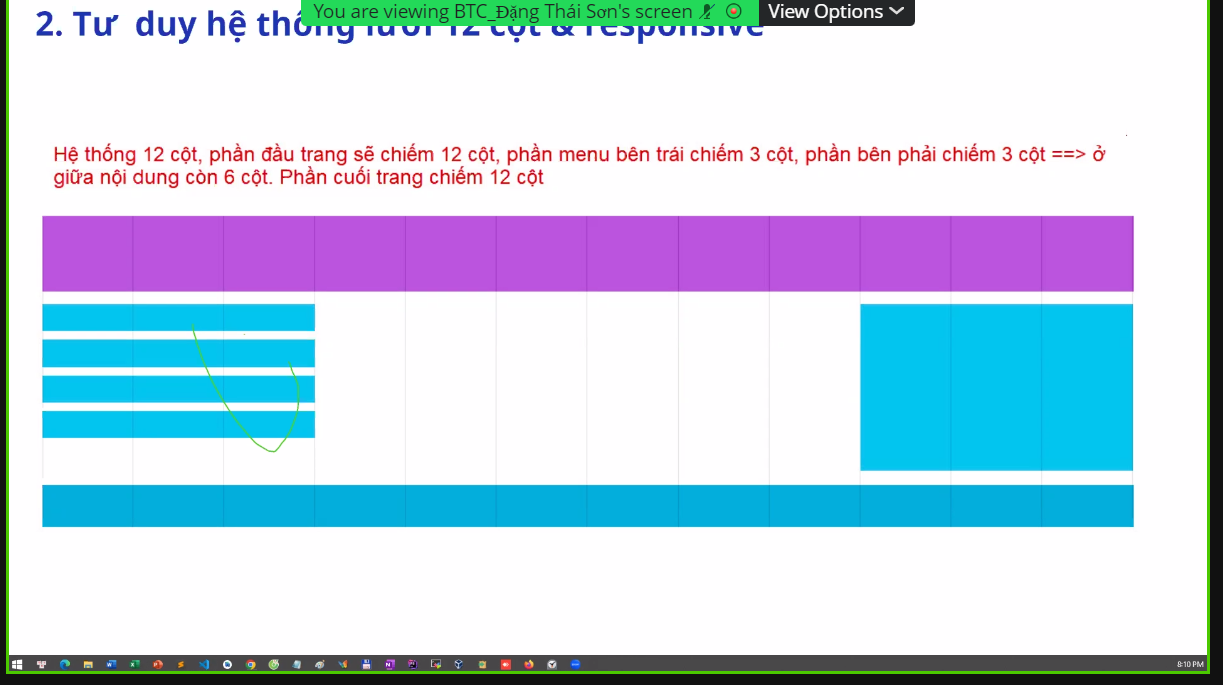 You are viewing BTC_Đặng Thái Sơn's screen
View Options
2. Tư duy hệ thống lưới 12 cột & responsive
Hệ thống 12 cột, phần đầu trang sẽ chiếm 12 cột, phần menu bên trái chiếm 3 cột, phần bên phải chiếm 3 cột ==> ở
giữa nội dung còn 6 cột. Phần cuối trang chiếm 12 cột
8:10 PM